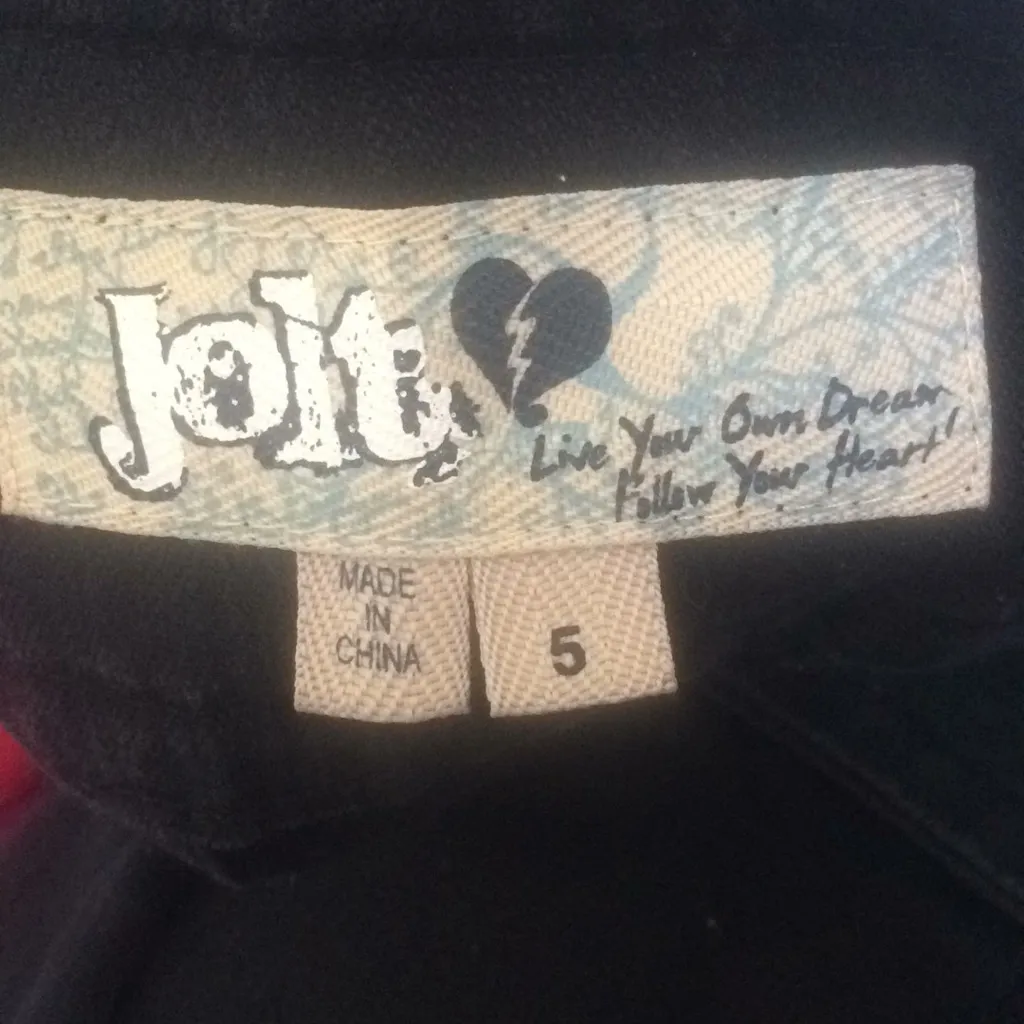 Jolt
Live Your Own Dream
Follow Your Heart!
MADE
IN
CHINA
5